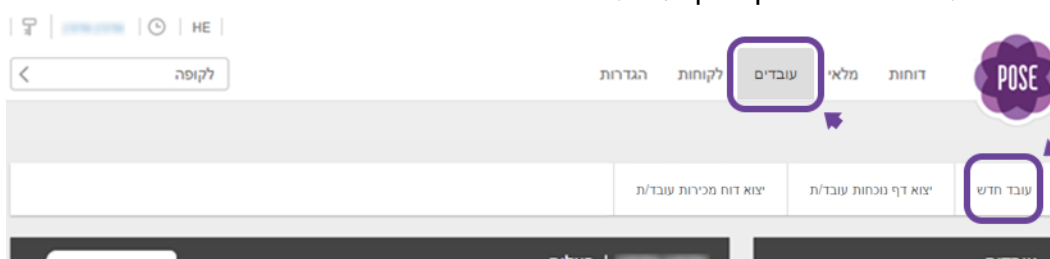 HE
דוחות מלאי עובדים לקוחות הגדרות
לקופה
POSE
עובד חדש
יצוא דף נוכחות עובד/ת
יצוא דוח מכירות עובד/ת